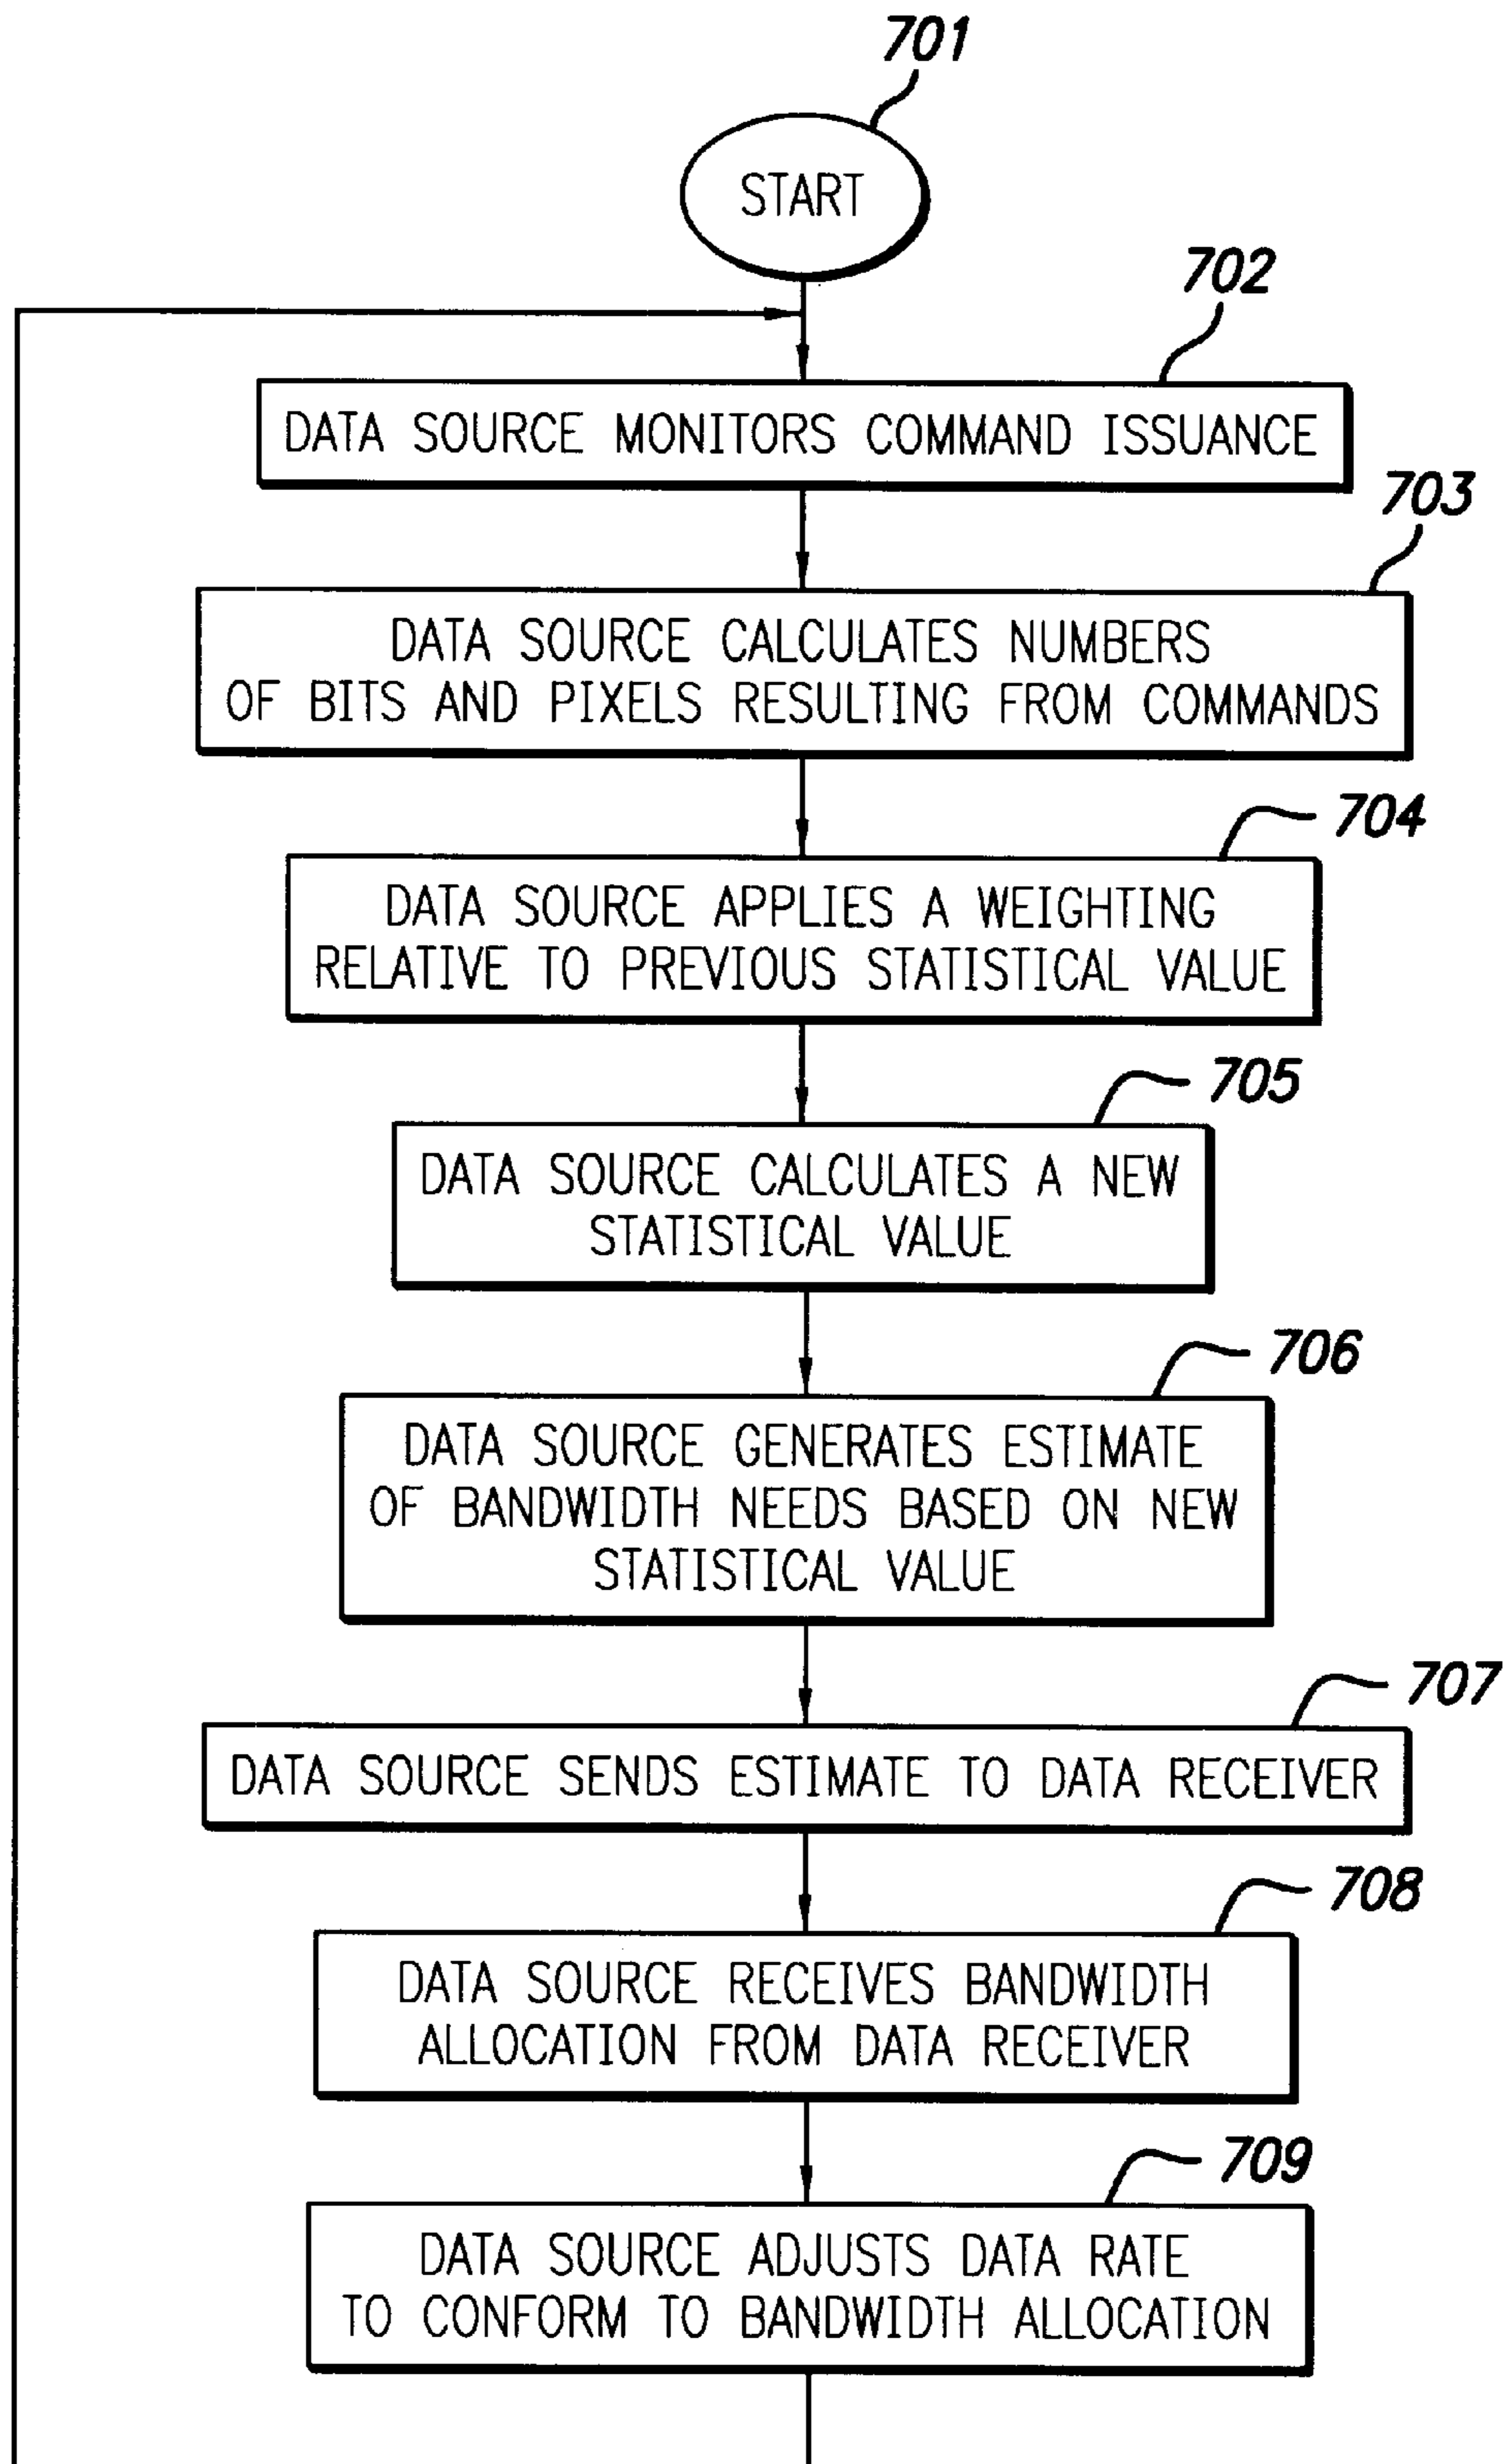 701
START
702
DATA SOURCE MONITORS COMMAND ISSUANCE
703
DATA SOURCE CALCULATES NUMBERS
OF BITS AND PIXELS RESULTING FROM COMMANDS
704
DATA SOURCE APPLIES A WEIGHTING
RELATIVE TO PREVIOUS STATISTICAL VALUE
705
DATA SOURCE CALCULATES A NEW
STATISTICAL VALUE
706
DATA SOURCE GENERATES ESTIMATE
OF BANDWIDTH NEEDS BASED ON NEW
STATISTICAL VALUE
707
DATA SOURCE SENDS ESTIMATE TO DATA RECEIVER
708
DATA SOURCE RECEIVES BANDWIDTH
ALLOCATION FROM DATA RECEIVER
709
DATA SOURCE ADJUSTS DATA RATE
TO CONFORM TO BANDWIDTH ALLOCATION